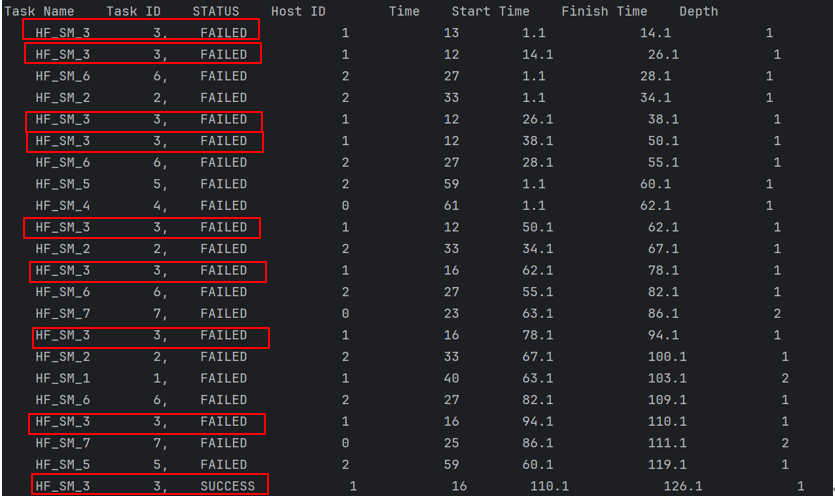 Task Name Task ID STATUS Host ID Time Start Time Finish Time Depth
HF_SM_3 3, FAILED 1 13 1.1 14.1 1
HF_SM_3 3, FAILED 1 12 14.1 26.1 1
HF_SM_6 6, FAILED 2 27 1.1 28.1 1
HF_SM_2 2, FAILED 2 33 1.1 34.1 1
HF_SM_3 3, FAILED 1 12 26.1 38.1 1
HF_SM_3 3, FAILED 1 12 38.1 50.1 1
HF_SM_6 6, FAILED 2 27 28.1 55.1 1
HF_SM_5 5, FAILED 2 59 1.1 60.1 1
HF_SM_4 4, FAILED 0 61 1.1 62.1 1
HF_SM_3 3, FAILED 1 12 50.1 62.1 1
HF_SM_2 2, FAILED 2 33 34.1 67.1 1
HF_SM_3 3, FAILED 1 16 62.1 78.1 1
HF_SM_6 6, FAILED 2 27 55.1 82.1 1
HF_SM_7 7, FAILED 0 23 63.1 86.1 2
HF_SM_3 3, FAILED 1 16 78.1 94.1 1
HF_SM_2 2, FAILED 2 33 67.1 100.1 1
HF_SM_1 1, FAILED 1 40 63.1 103.1 2
HF_SM_6 6, FAILED 2 27 82.1 109.1 1
HF_SM_3 3, FAILED 1 16 94.1 110.1 1
HF_SM_7 7, FAILED 0 25 86.1 111.1 2
HF_SM_5 5, FAILED 2 59 60.1 119.1 1
HF_SM_3 3, SUCCESS 1 16 110.1 126.1 1